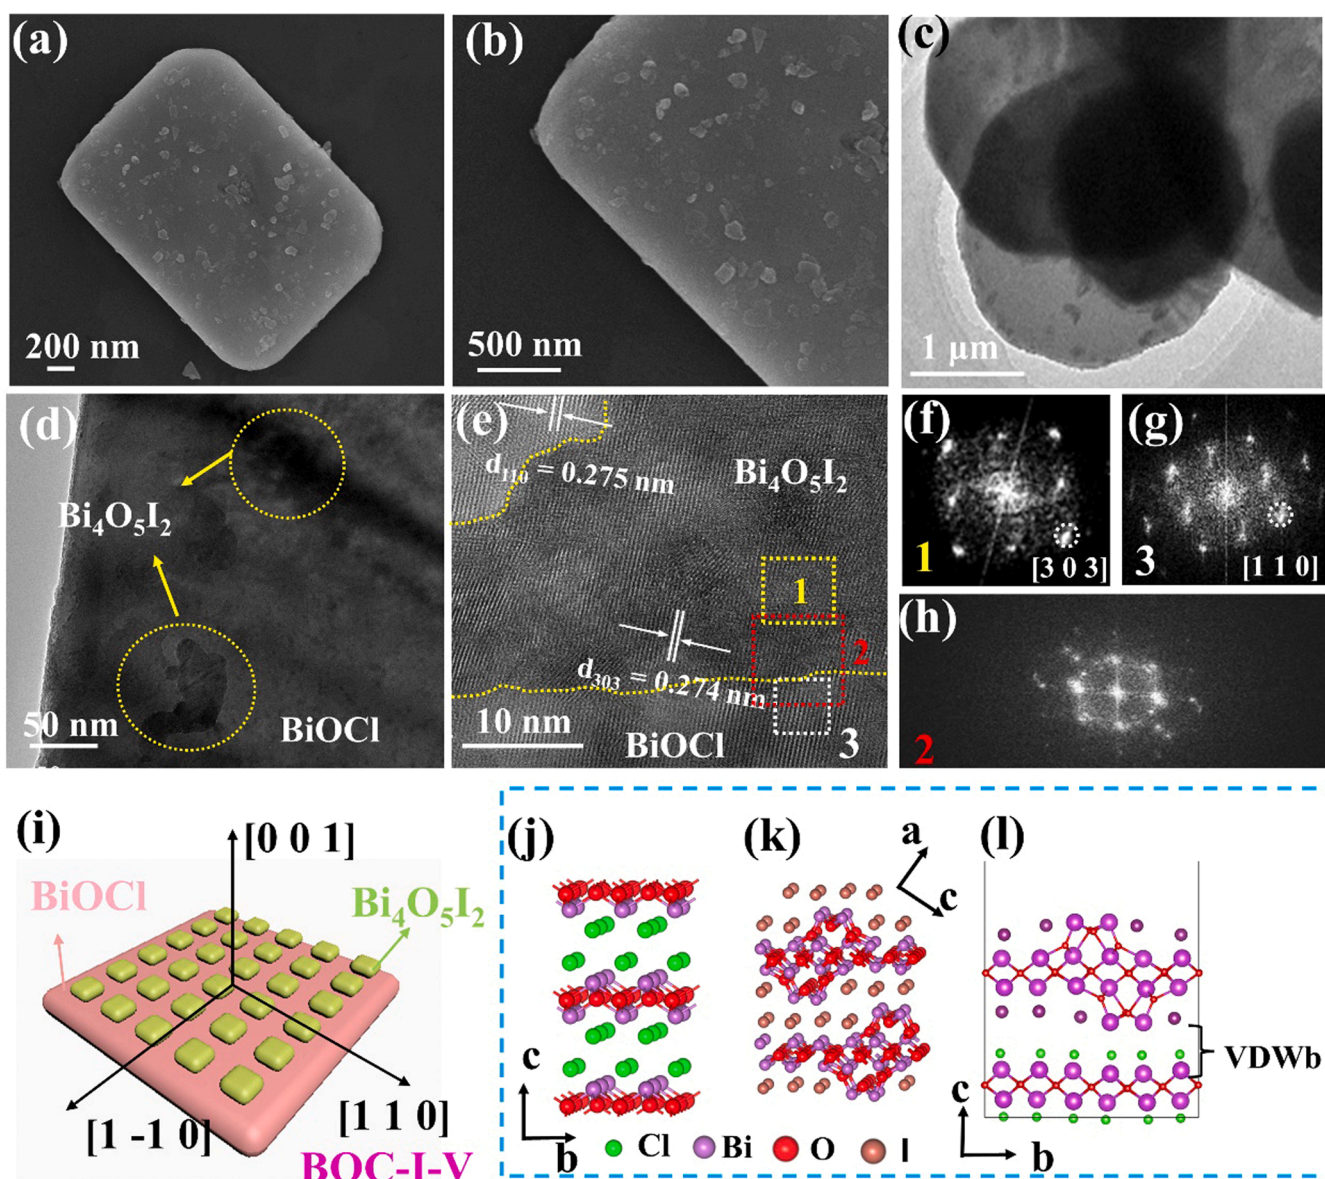 (a)
200 nm
(b)
500 nm
(c)
1 μm
(d)
Bi₄O₅I₂
50 nm
BiOCl
(e)
d₁₁₀ = 0.275 nm
Bi₄O₅I₂
1
2
d₃₀₃ = 0.274 nm
10 nm
BiOCl
3
(f)
1
[3 0 3]
(g)
3
[1 1 0]
(h)
2
(i)
[0 0 1]
BiOCl
Bi₄O₅I₂
[1 -1 0]
[1 1 0]
BOC-I-V
(j)
c
b
(k)
a
c
(l)
VDWb
c
b
Cl Bi O I